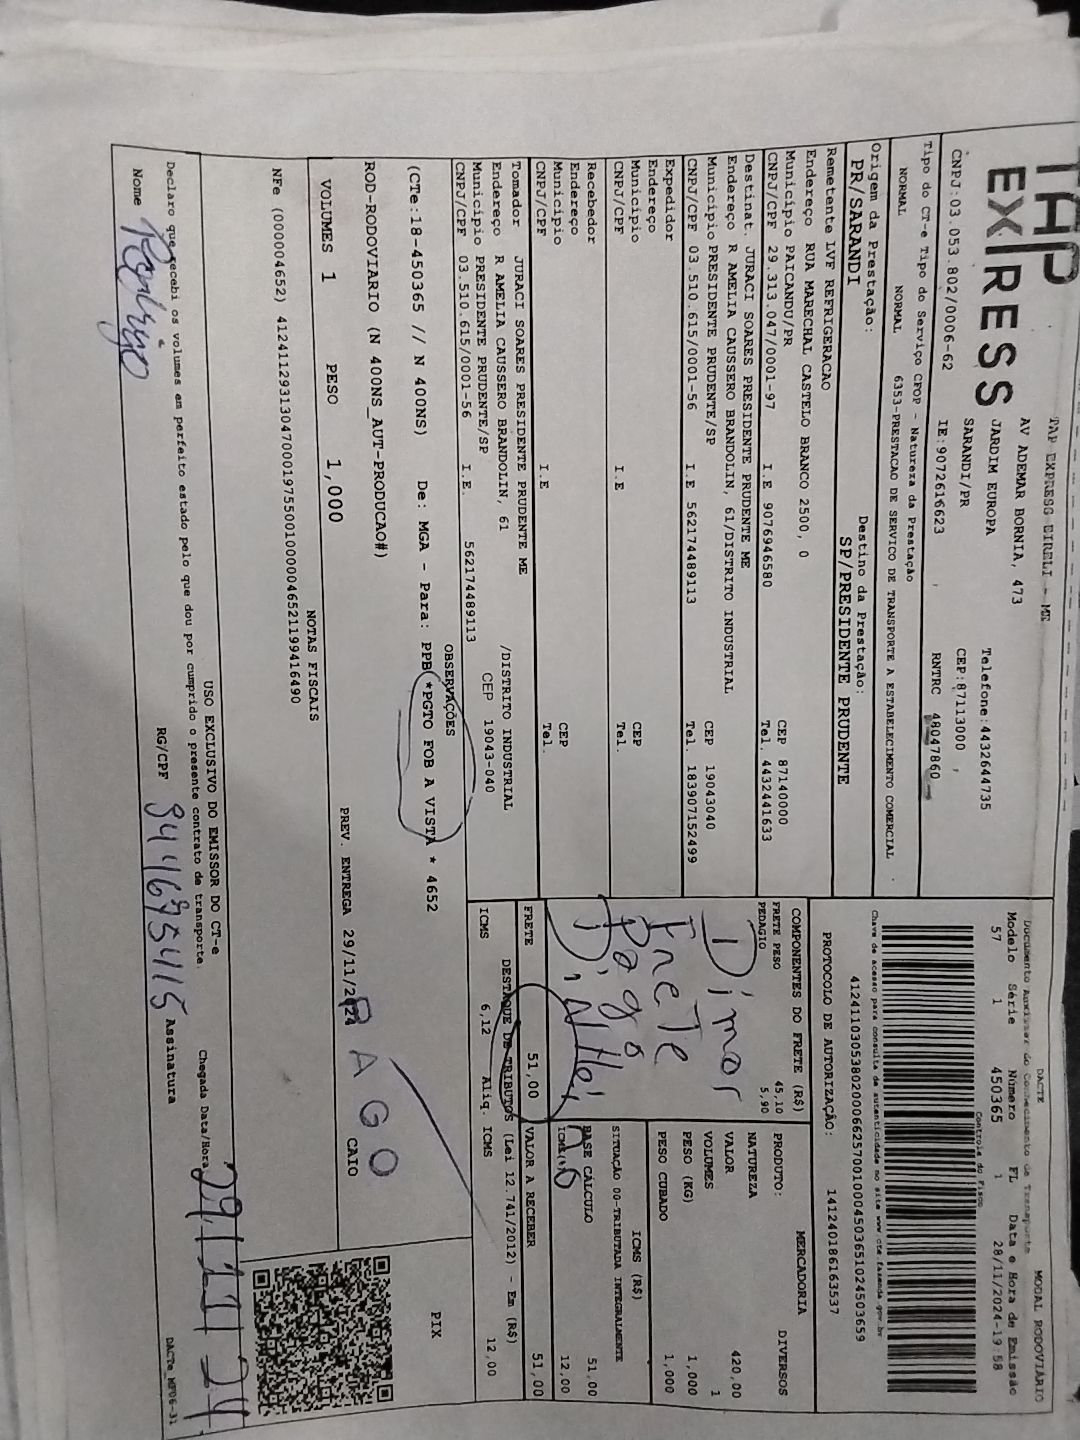 TAP EXPRESS
TAP EXPRESS EIRELI - ME
AV ADEMAR BORNIA, 473
JARDIM EUROPA
SARANDI/PR
Telefone:4432644735
CEP:87113000
CNPJ:03.053.802/0006-62
IE:9072616623
RNTRC 48047860
Tipo do CT-e Tipo do Serviço CFOP - Natureza da Prestação
NORMAL NORMAL 6353-PRESTACAO DE SERVICO DE TRANSPORTE A ESTABELECIMENTO COMERCIAL
Origem da Prestação: Destino da Prestação:
PR/SARANDI SP/PRESIDENTE PRUDENTE
Remetente LVF REFRIGERACAO
Endereço RUA MARECHAL CASTELO BRANCO 2500, 0
Município PAICANDU/PR CEP 87140000
CNPJ/CPF 29.313.047/0001-97 I.E 9076946580 Tel. 4432441633
Destinat. JURACI SOARES PRESIDENTE PRUDENTE ME
Endereço R AMELIA CAUSSERO BRANDOLIN, 61/DISTRITO INDUSTRIAL
Município PRESIDENTE PRUDENTE/SP CEP 19043040
CNPJ/CPF 03.510.615/0001-56 I.E 562174489113 Tel. 183907152499
Expedidor
Endereço
Município CEP
CNPJ/CPF I.E Tel.
Recebedor
Endereço
Município CEP
CNPJ/CPF I.E Tel.
Tomador JURACI SOARES PRESIDENTE PRUDENTE ME
Endereço R AMELIA CAUSSERO BRANDOLIN, 61 /DISTRITO INDUSTRIAL
Município PRESIDENTE PRUDENTE/SP CEP 19043-040
CNPJ/CPF 03.510.615/0001-56 I.E. 562174489113
DACTE MODAL RODOVIÁRIO
Documento Auxiliar do Conhecimento de Transporte
Modelo Série Número FL Data e Hora de Emissão
57 1 450365 1 28/11/2024-19:58
Controle do Fisco
Chave de acesso para consulta de autenticidade no site www.cte.fazenda.gov.br
41241103053802000662570010004503651024503659
PROTOCOLO DE AUTORIZAÇÃO: 141240186163537
COMPONENTES DO FRETE (R$)
FRETE PESO 45,10
PEDAGIO 5,90
Dimor
FreTe
Pago
FRETE 51,00
MERCADORIA
PRODUTO: DIVERSOS
NATUREZA
VALOR 420,00
VOLUMES 1
PESO (KG) 1,000
PESO CUBADO 1,000
ICMS (R$)
SITUAÇÃO 00-TRIBUTADA INTEGRALMENTE
BASE CÁLCULO 51,00
12,00
VALOR A RECEBER 51,00
DESTAQUE DE TRIBUTOS (Lei 12.741/2012) - Em (R$)
ICMS 6,12 Aliq. ICMS 12,00
OBSERVAÇÕES
(CTe:18-450365 // N 400NS) De: MGA - Para: PPB *PGTO FOB A VISTA * 4652
ROD-RODOVIARIO (N 400NS_AUT-PRODUCAO#)
PAGO
PIX
VOLUMES 1 PESO 1,000 PREV. ENTREGA 29/11/2024 CAIO
NOTAS FISCAIS
NFe (000004652) 41241129313047000197550010000046521199416490
USO EXCLUSIVO DO EMISSOR DO CT-e
Declaro que recebi os volumes em perfeito estado pelo que dou por cumprido o presente contrato de transporte.
Chegada Data/Hora 29/11 24
Nome Rodrigo RG/CPF Assinatura
DACTe_MF06-31